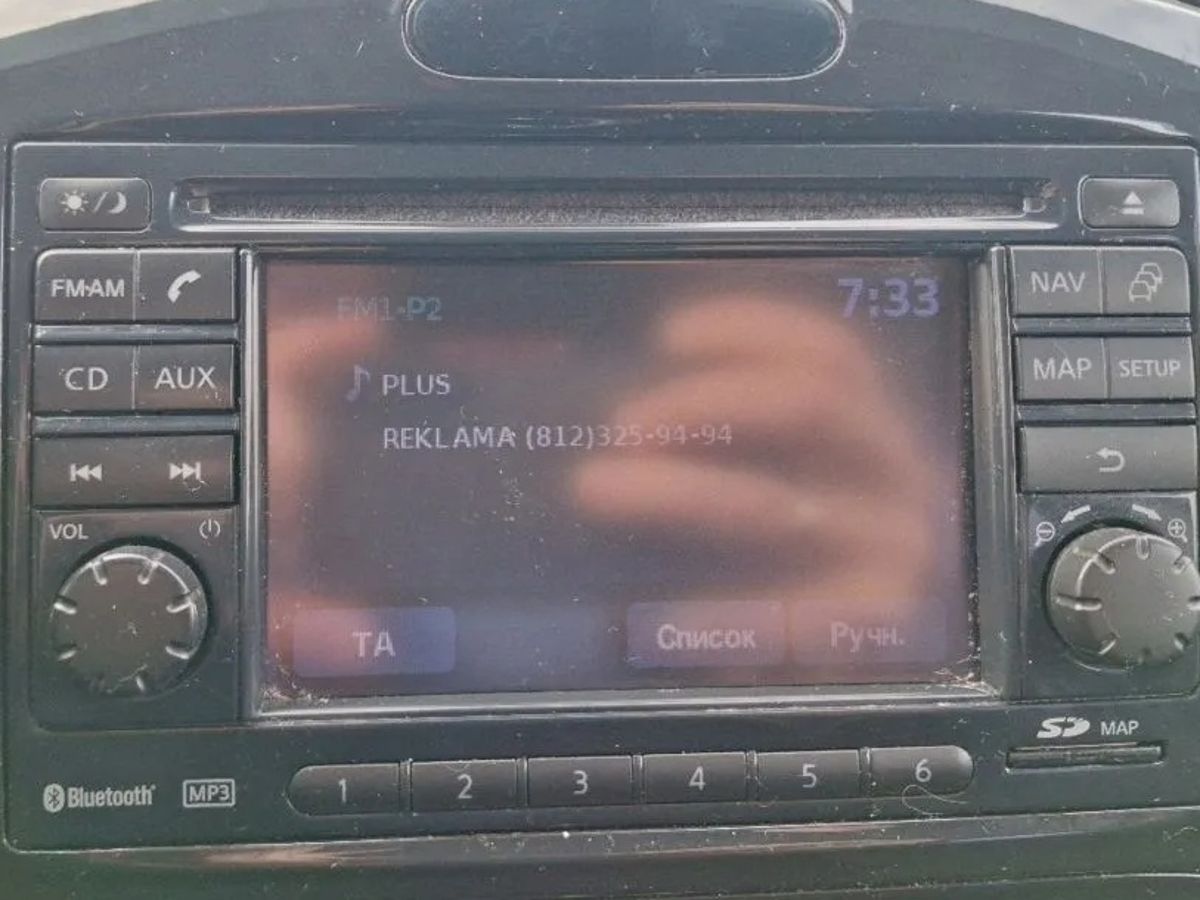 FM·AM
NAV
FM1-P2
7:33
CD
AUX
PLUS
MAP
SETUP
REKLAMA (812)325-94-94
VOL
TA
Список
Ручн.
SD MAP
Bluetooth
MP3
1 2 3 4 5 6